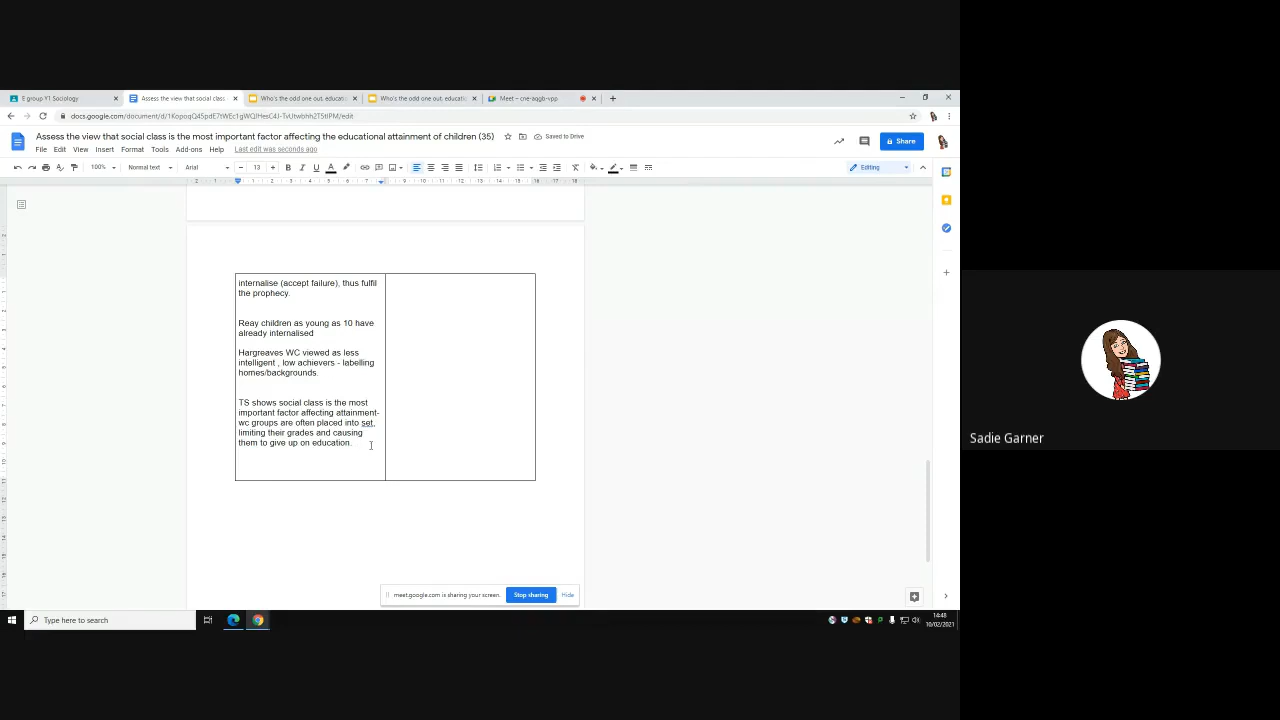 E group Y1 Sociology
Assess the view that social class
Who's the odd one out: educati
Who's the odd one out: educati
Meet – cne-aqgb-vpp
Assess the view that social class is the most important factor affecting the educational attainment of children (35)
Saved to Drive
Share
File Edit View Insert Format Tools Add-ons Help Last edit was seconds ago
100% Normal text Arial 13 B I U A Editing
internalise (accept failure), thus fulfil
the prophecy.
Reay children as young as 10 have
already internalised
Hargreaves WC viewed as less
intelligent , low achievers - labelling
homes/backgrounds.
TS shows social class is the most
important factor affecting attainment-
wc groups are often placed into set,
limiting their grades and causing
them to give up on education.
Sadie Garner
meet.google.com is sharing your screen.
Stop sharing
Hide
Type here to search
14:48
10/02/2021